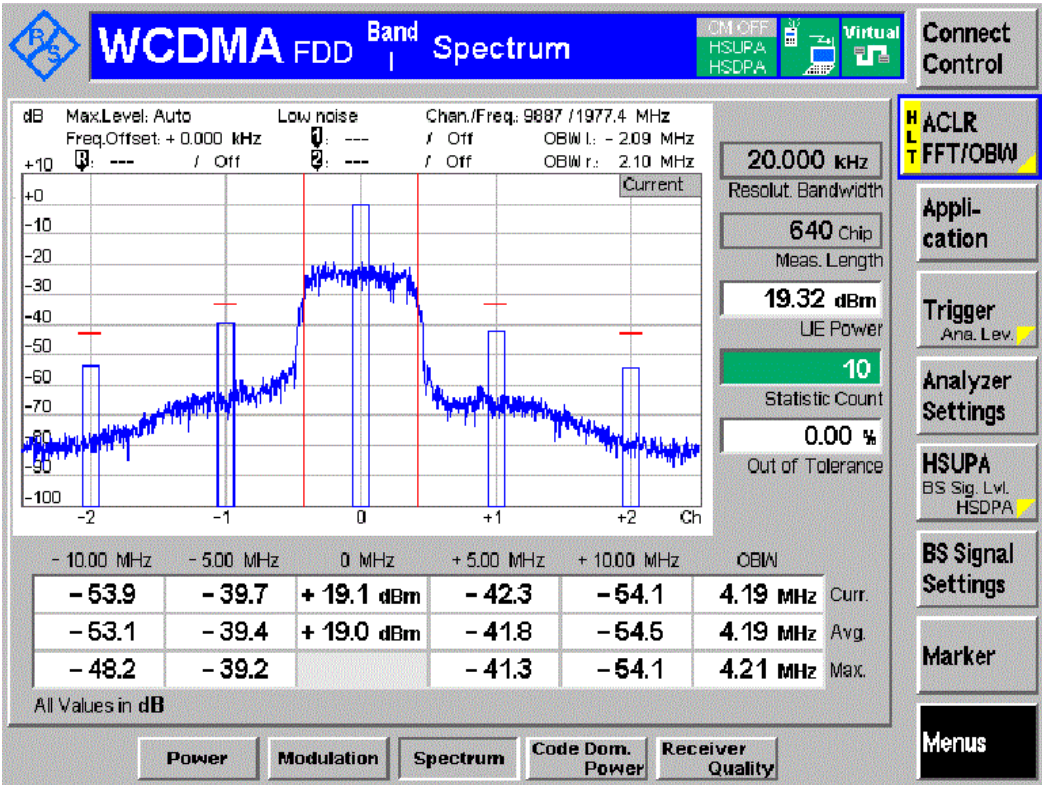 R S
WCDMA FDD Band I Spectrum
CM OFF
HSUPA
HSDPA
Virtual
Connect
Control
dB Max.Level: Auto Low noise Chan./Freq.: 9887 / 1977.4 MHz
Freq.Offset: + 0.000 kHz 1: --- / Off OBW l.: - 2.09 MHz
R: --- / Off 2: --- / Off OBW r.: 2.10 MHz
Current
+10
+0
-10
-20
-30
-40
-50
-60
-70
-80
-90
-100
-2 -1 0 +1 +2 Ch
20.000 kHz
Resolut. Bandwidth
640 Chip
Meas. Length
19.32 dBm
UE Power
10
Statistic Count
0.00 %
Out of Tolerance
HLT
ACLR
FFT/OBW
Appli-
cation
Trigger
Ana. Lev.
Analyzer
Settings
HSUPA
BS Sig. Lvl.
HSDPA
BS Signal
Settings
Marker
Menus
- 10.00 MHz - 5.00 MHz 0 MHz + 5.00 MHz + 10.00 MHz OBW
- 53.9 - 39.7 + 19.1 dBm - 42.3 - 54.1 4.19 MHz Curr.
- 53.1 - 39.4 + 19.0 dBm - 41.8 - 54.5 4.19 MHz Avg.
- 48.2 - 39.2 - 41.3 - 54.1 4.21 MHz Max.
All Values in dB
Power
Modulation
Spectrum
Code Dom.
Power
Receiver
Quality